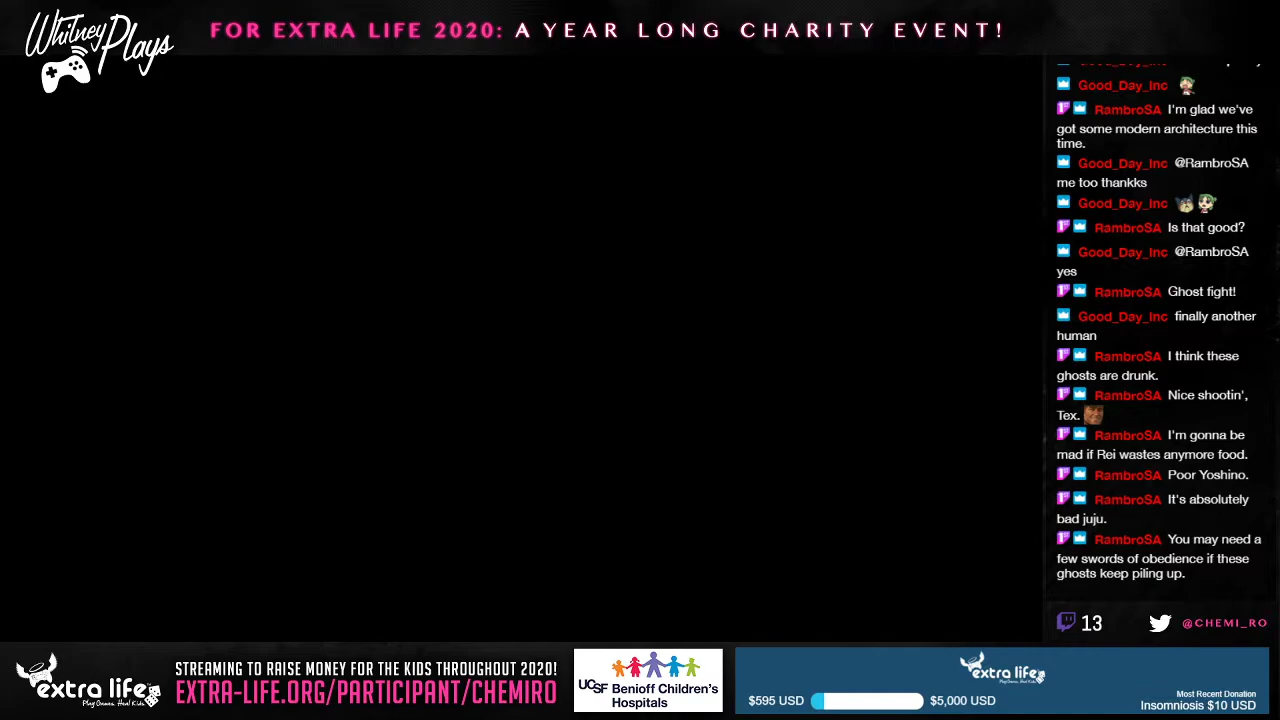 Whitney Plays
FOR EXTRA LIFE 2020: A YEAR LONG CHARITY EVENT!
Good_Day_Inc
RambroSA I'm glad we've
got some modern architecture this
time.
Good_Day_Inc @RambroSA
me too thankks
Good_Day_Inc
RambroSA Is that good?
Good_Day_Inc @RambroSA
yes
RambroSA Ghost fight!
Good_Day_Inc finally another
human
RambroSA I think these
ghosts are drunk.
RambroSA Nice shootin',
Tex.
RambroSA I'm gonna be
mad if Rei wastes anymore food.
RambroSA Poor Yoshino.
RambroSA It's absolutely
bad juju.
RambroSA You may need a
few swords of obedience if these
ghosts keep piling up.
13
@CHEMI_RO
extra life
Play Games. Heal Kids.
STREAMING TO RAISE MONEY FOR THE KIDS THROUGHOUT 2020!
EXTRA-LIFE.ORG/PARTICIPANT/CHEMIRO
UCSF Benioff Children's
Hospitals
extra life
Play Games. Heal Kids.
$595 USD
$5,000 USD
Most Recent Donation
Insomniosis $10 USD